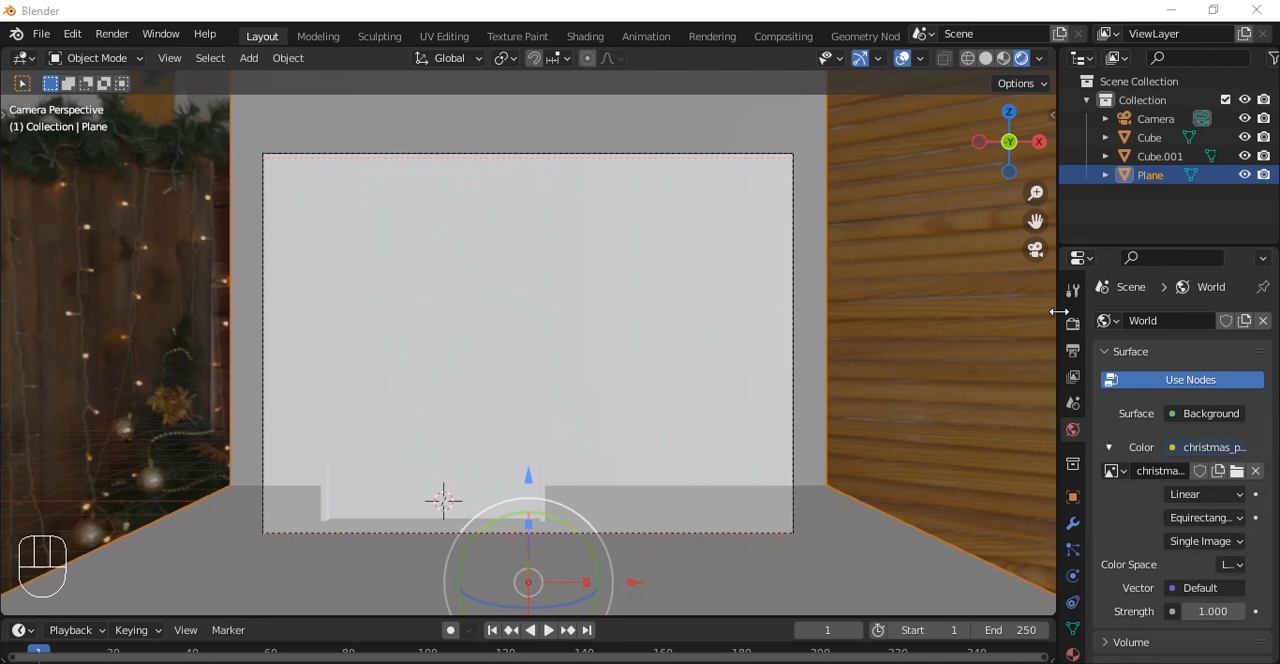 Blender
File Edit Render Window Help Layout Modeling Sculpting UV Editing Texture Paint Shading Animation Rendering Compositing Geometry Nod Scene ViewLayer
Object Mode View Select Add Object Global
Options
Camera Perspective
(1) Collection | Plane
Z
X
-Y
Scene Collection
Collection
Camera
Cube
Cube.001
Plane
Scene > World
World
Surface
Use Nodes
Surface Background
Color christmas_p...
christma...
Linear
Equirectang...
Single Image
Color Space L...
Vector Default
Strength 1.000
Volume
Playback Keying View Marker 1 Start 1 End 250
1 20 40 60 80 100 120 140 160 180 200 220 240